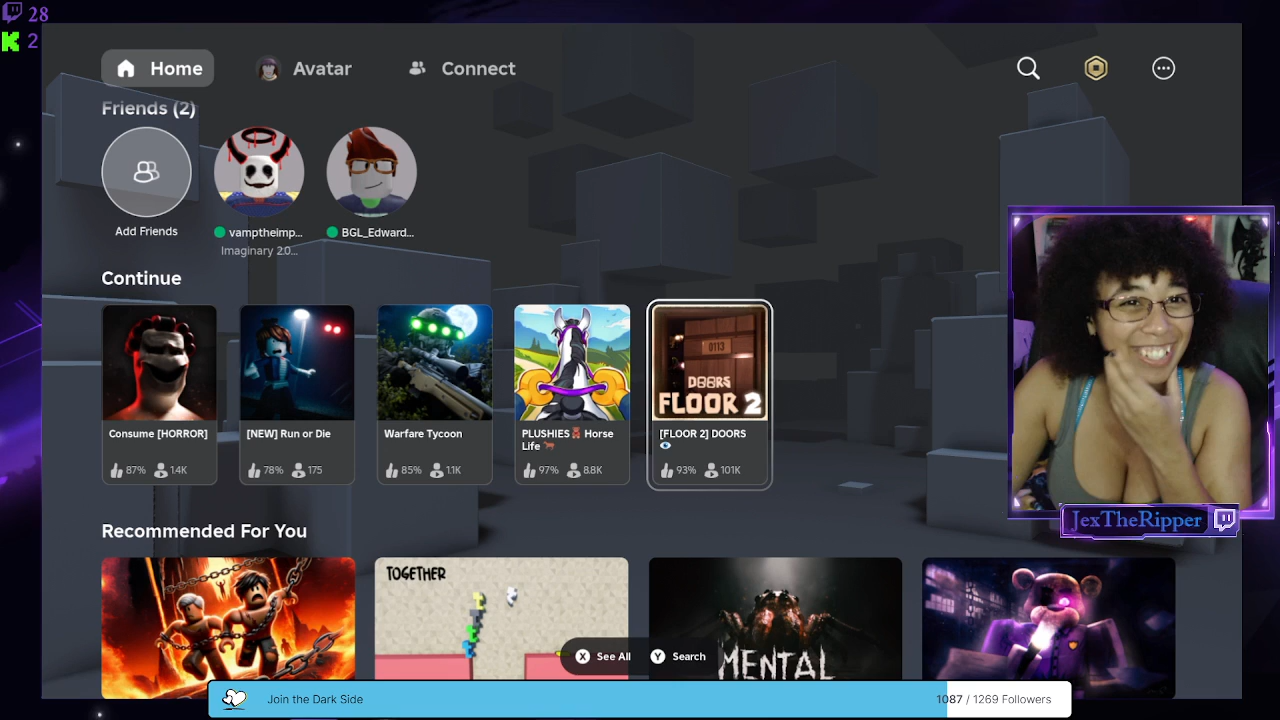 28
2
Home
Avatar
Connect
Friends (2)
Add Friends
vamptheimp...
Imaginary 2.0...
BGL_Edward...
Continue
0113
DOORS
FLOOR 2
Consume [HORROR]
87% 1.4K
[NEW] Run or Die
78% 175
Warfare Tycoon
85% 1.1K
PLUSHIES🧸 Horse
Life 🐎
97% 8.8K
[FLOOR 2] DOORS
👁️
93% 101K
JexTheRipper
Recommended For You
TOGETHER
MENTAL
X See All
Y Search
Join the Dark Side
1087 / 1269 Followers